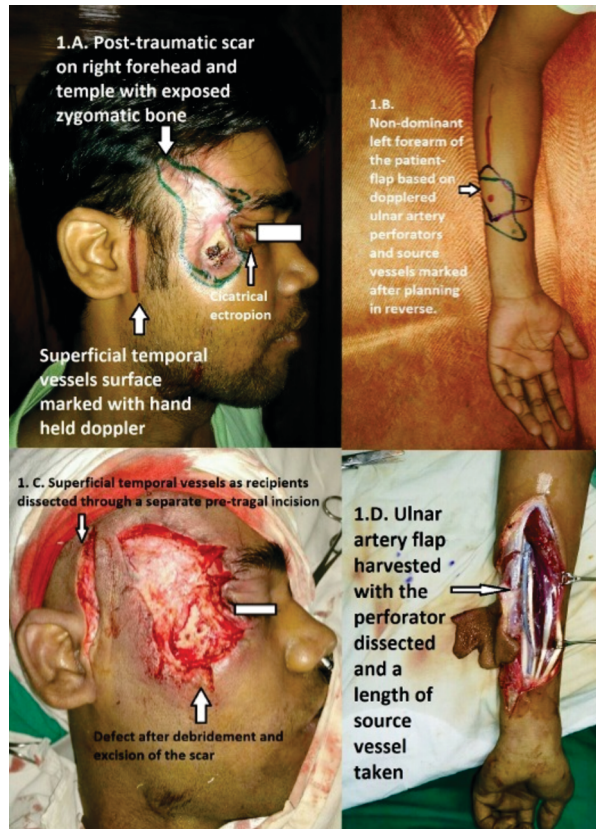 1.A. Post-traumatic scar
on right forehead and
temple with exposed
zygomatic bone
Cicatrical
ectropion
Superficial temporal
vessels surface
marked with hand
held doppler
1.B.
Non-dominant
left forearm of
the patient-
flap based on
dopplered
ulnar artery
perforators
and source
vessels marked
after planning
in reverse.
1. C. Superficial temporal vessels as recipients
dissected through a separate pre-tragal incision
Defect after debridement and
excision of the scar
1.D. Ulnar
artery flap
harvested
with the
perforator
dissected
and a
length of
source
vessel
taken